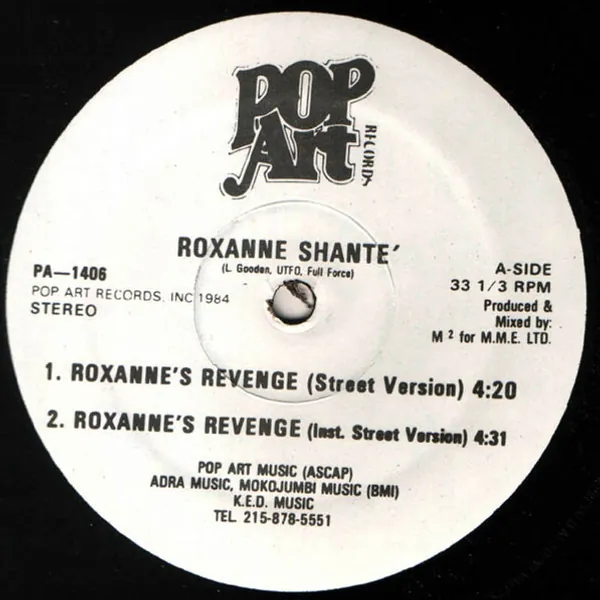 POP
Art
RECORDS
ROXANNE SHANTE'
(L. Gooden, UTFO, Full Force)
PA—1406
POP ART RECORDS, INC 1984
STEREO
A-SIDE
33 1/3 RPM
Produced &
Mixed by:
M 2 for M.M.E. LTD.
1. ROXANNE'S REVENGE (Street Version) 4:20
2. ROXANNE'S REVENGE (Inst. Street Version) 4:31
POP ART MUSIC (ASCAP)
ADRA MUSIC, MOKOJUMBI MUSIC (BMI)
K.E.D. MUSIC
TEL. 215-878-5551